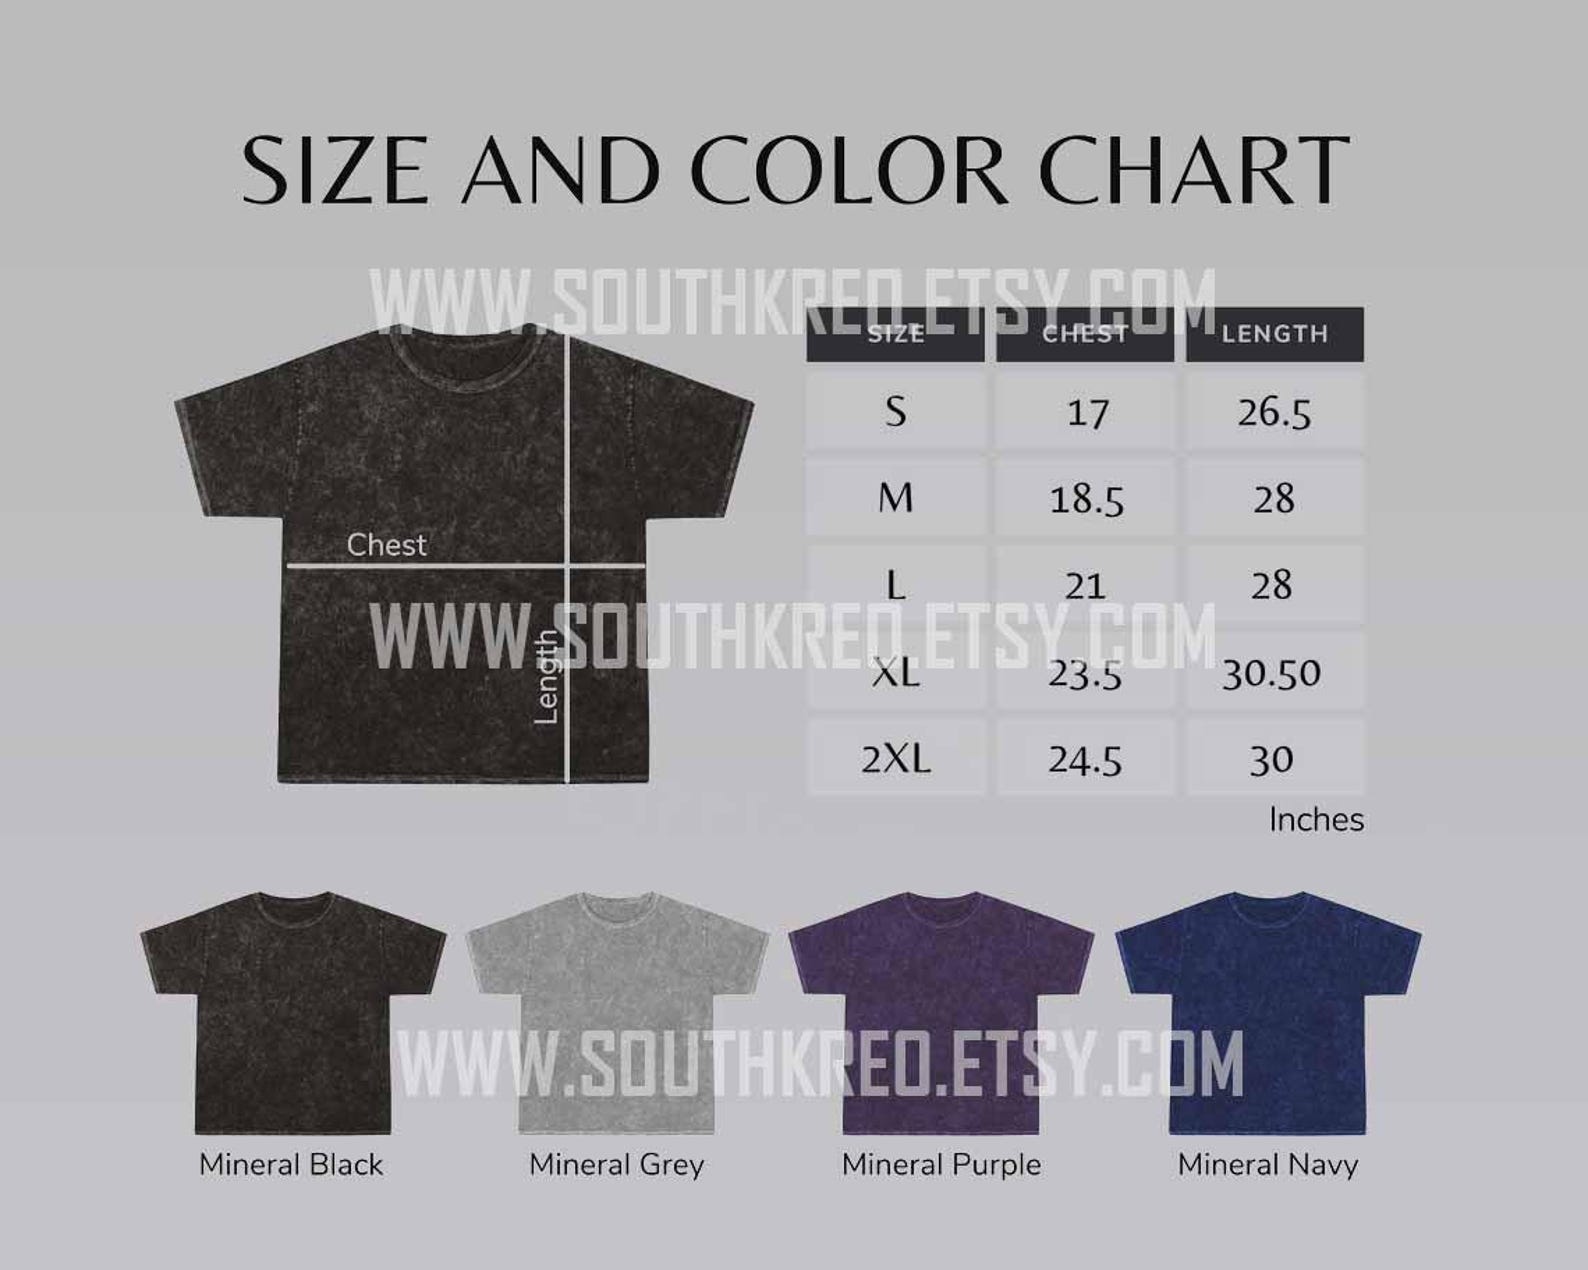 SIZE AND COLOR CHART
WWW.SOUTHKREO.ETSY.COM
SIZE CHEST LENGTH
S 17 26.5
M 18.5 28
Chest
L 21 28
WWW.SOUTHKREO.ETSY.COM
Length
XL 23.5 30.50
2XL 24.5 30
Inches
WWW.SOUTHKREO.ETSY.COM
Mineral Black Mineral Grey Mineral Purple Mineral Navy